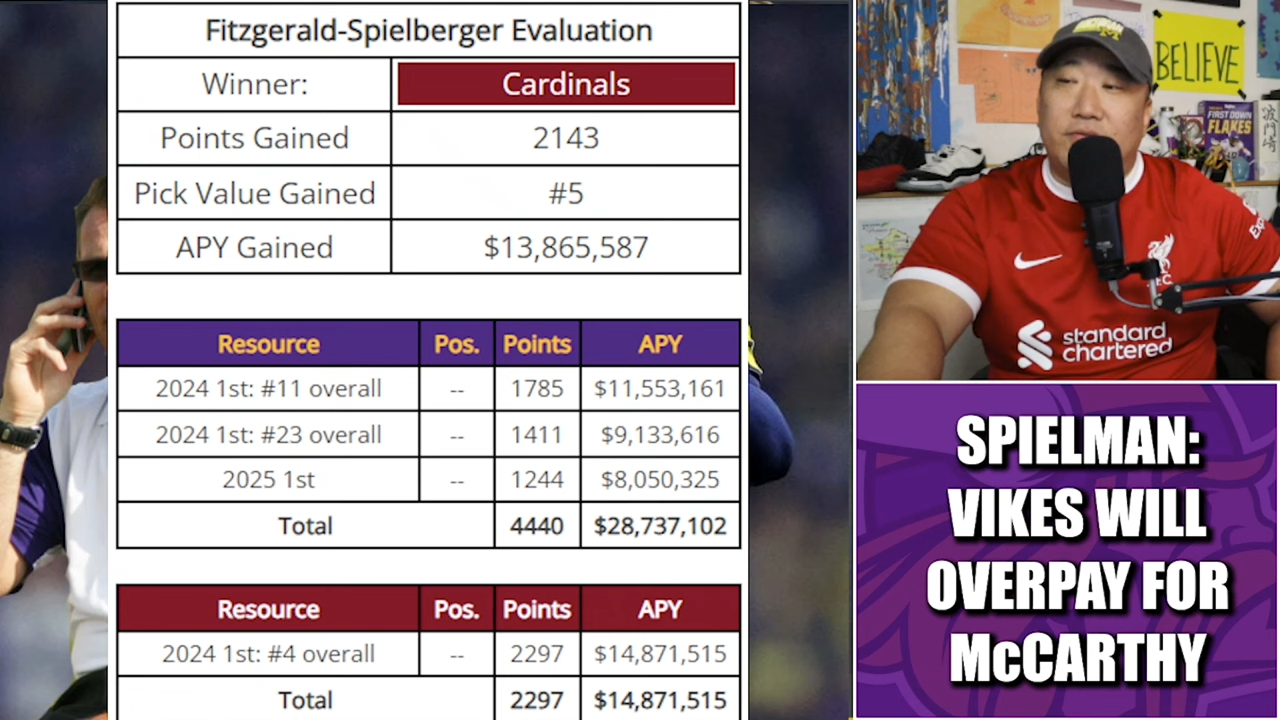 Fitzgerald-Spielberger Evaluation
Winner: Cardinals
Points Gained 2143
Pick Value Gained #5
APY Gained $13,865,587
Resource Pos. Points APY
2024 1st: #11 overall -- 1785 $11,553,161
2024 1st: #23 overall -- 1411 $9,133,616
2025 1st -- 1244 $8,050,325
Total 4440 $28,737,102
Resource Pos. Points APY
2024 1st: #4 overall -- 2297 $14,871,515
Total 2297 $14,871,515
BELIEVE
FIRST DOWN
FLAKES
standard
chartered
SPIELMAN:
VIKES WILL
OVERPAY FOR
McCARTHY